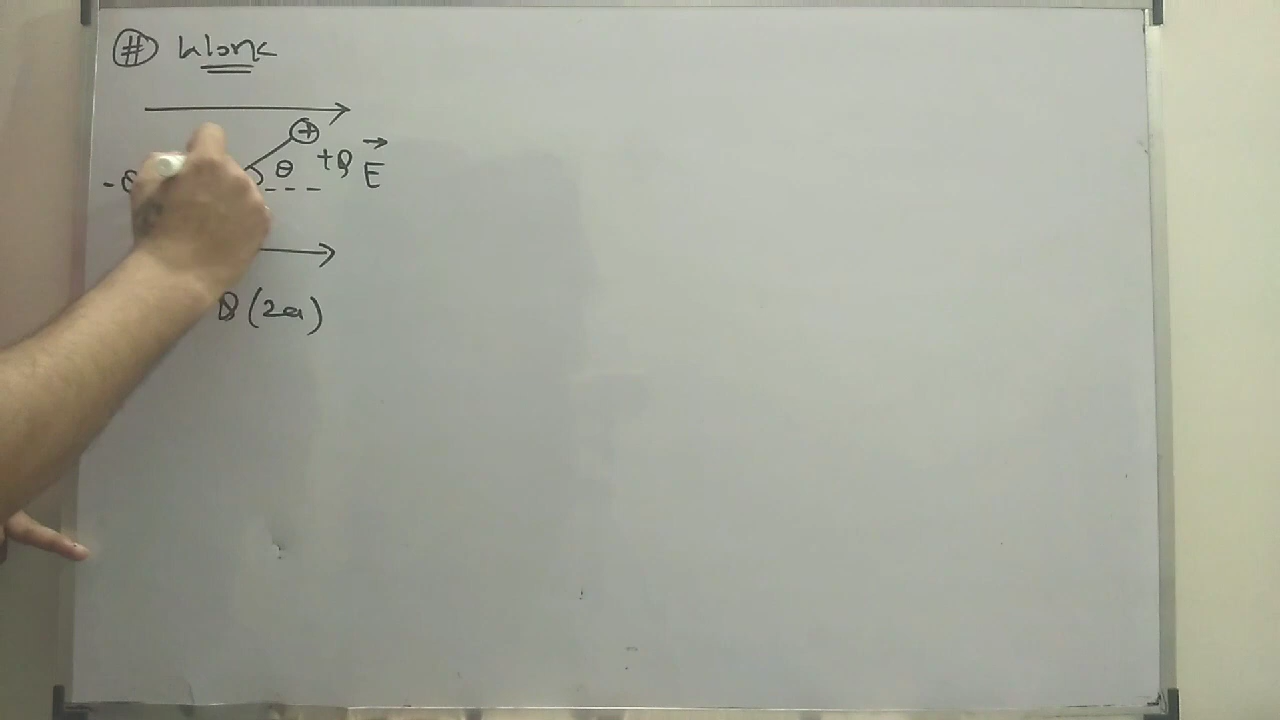 # Work
+
θ +Q E
- - - -
Q (2a)